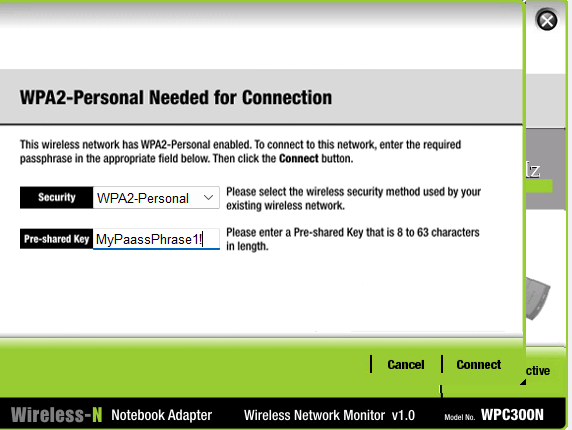 WPA2-Personal Needed for Connection
This wireless network has WPA2-Personal enabled. To connect to this network, enter the required
passphrase in the appropriate field below. Then click the Connect button.
Security WPA2-Personal Please select the wireless security method used by your
existing wireless network.
Pre-shared Key MyPaassPhrase1! Please enter a Pre-shared Key that is 8 to 63 characters
in length.
Cancel Connect
Wireless-N Notebook Adapter Wireless Network Monitor v1.0 Model No. WPC300N